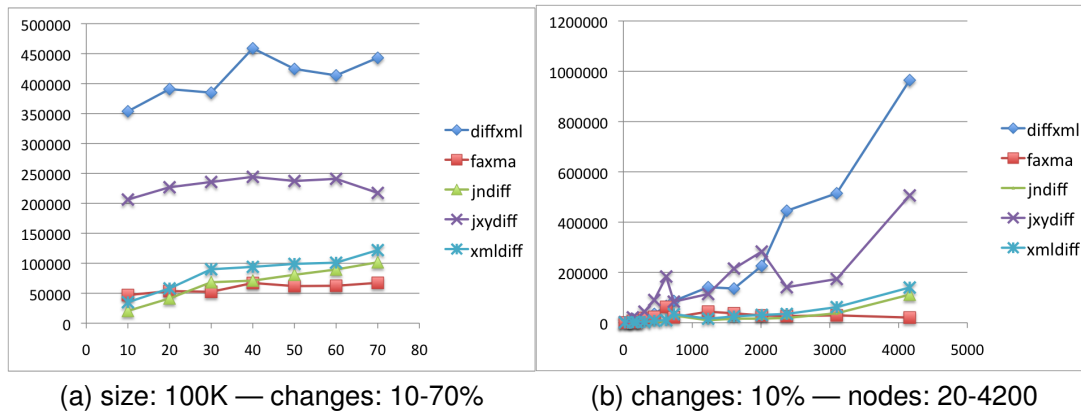 500000
450000
400000
350000
300000
250000
200000
150000
100000
50000
0
0 10 20 30 40 50 60 70 80
diffxml
faxma
jndiff
jxydiff
xmldiff
(a) size: 100K — changes: 10-70%
1200000
1000000
800000
600000
400000
200000
0
0 1000 2000 3000 4000 5000
diffxml
faxma
jndiff
jxydiff
xmldiff
(b) changes: 10% — nodes: 20-4200